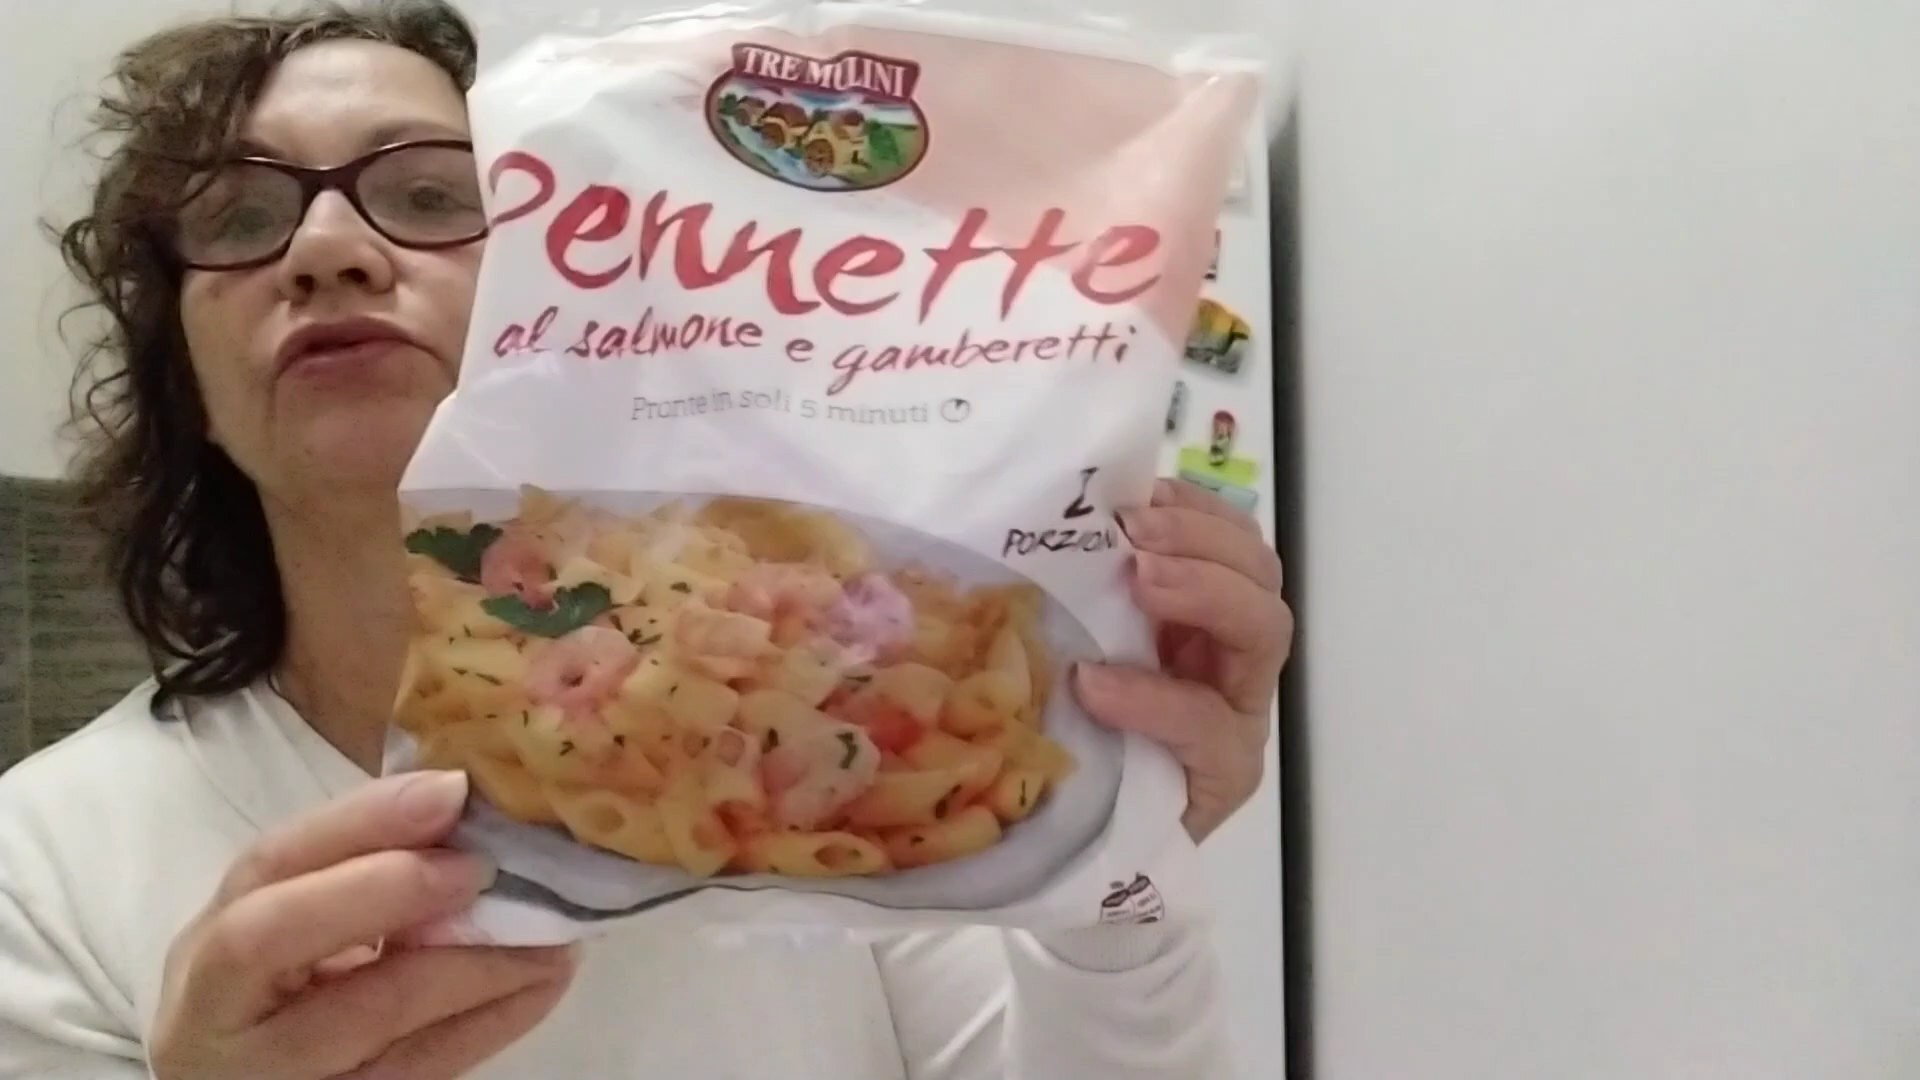 TRE MULINI
Pennette
al salmone e gamberetti
Pronte in soli 5 minuti
2
PORZIONI